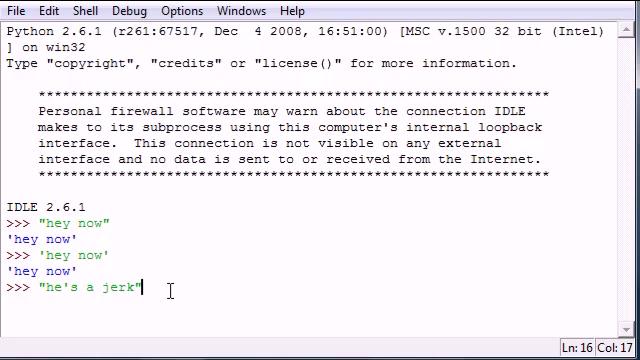 File Edit Shell Debug Options Windows Help
Python 2.6.1 (r261:67517, Dec  4 2008, 16:51:00) [MSC v.1500 32 bit (Intel)
] on win32
Type "copyright", "credits" or "license()" for more information.
****************************************************************
Personal firewall software may warn about the connection IDLE
makes to its subprocess using this computer's internal loopback
interface.  This connection is not visible on any external
interface and no data is sent to or received from the Internet.
****************************************************************
IDLE 2.6.1
>>> "hey now"
'hey now'
>>> 'hey now'
'hey now'
>>> "he's a jerk"
Ln: 16 Col: 17